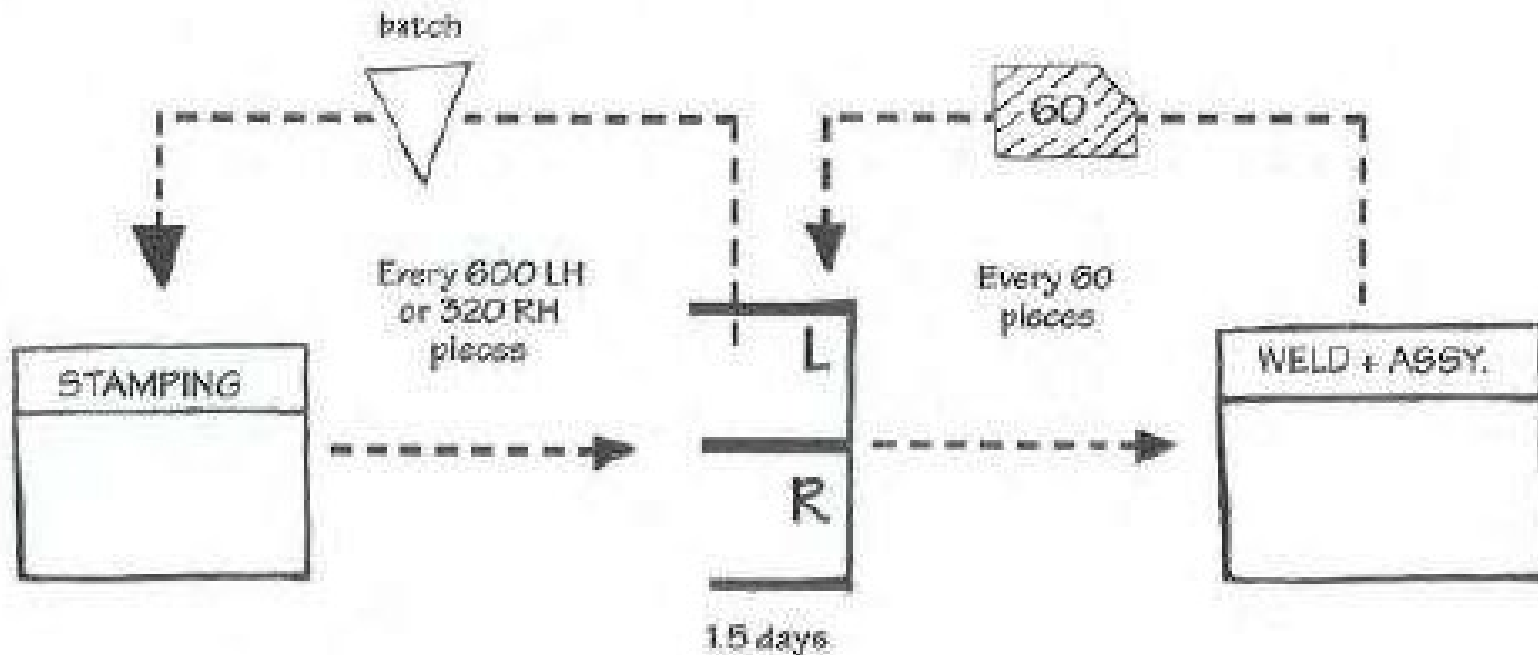 batch
60
Every 600 LH
or 320 RH
pieces
Every 60
pieces
L
STAMPING
WELD + ASSY.
R
1.5 days